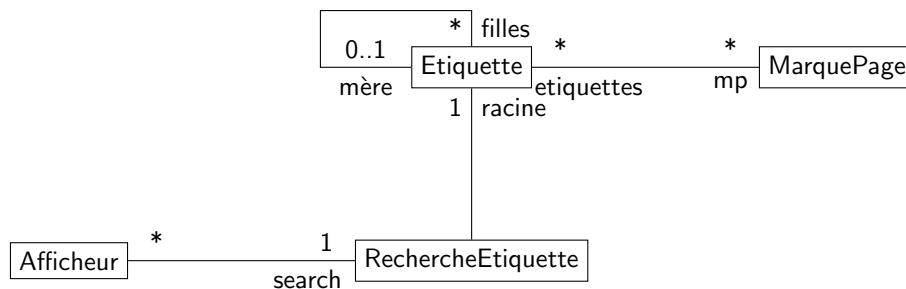 * filles
0..1 * *
Etiquette MarquePage
mère etiquettes mp
1 racine
* 1
Afficheur RechercheEtiquette
search